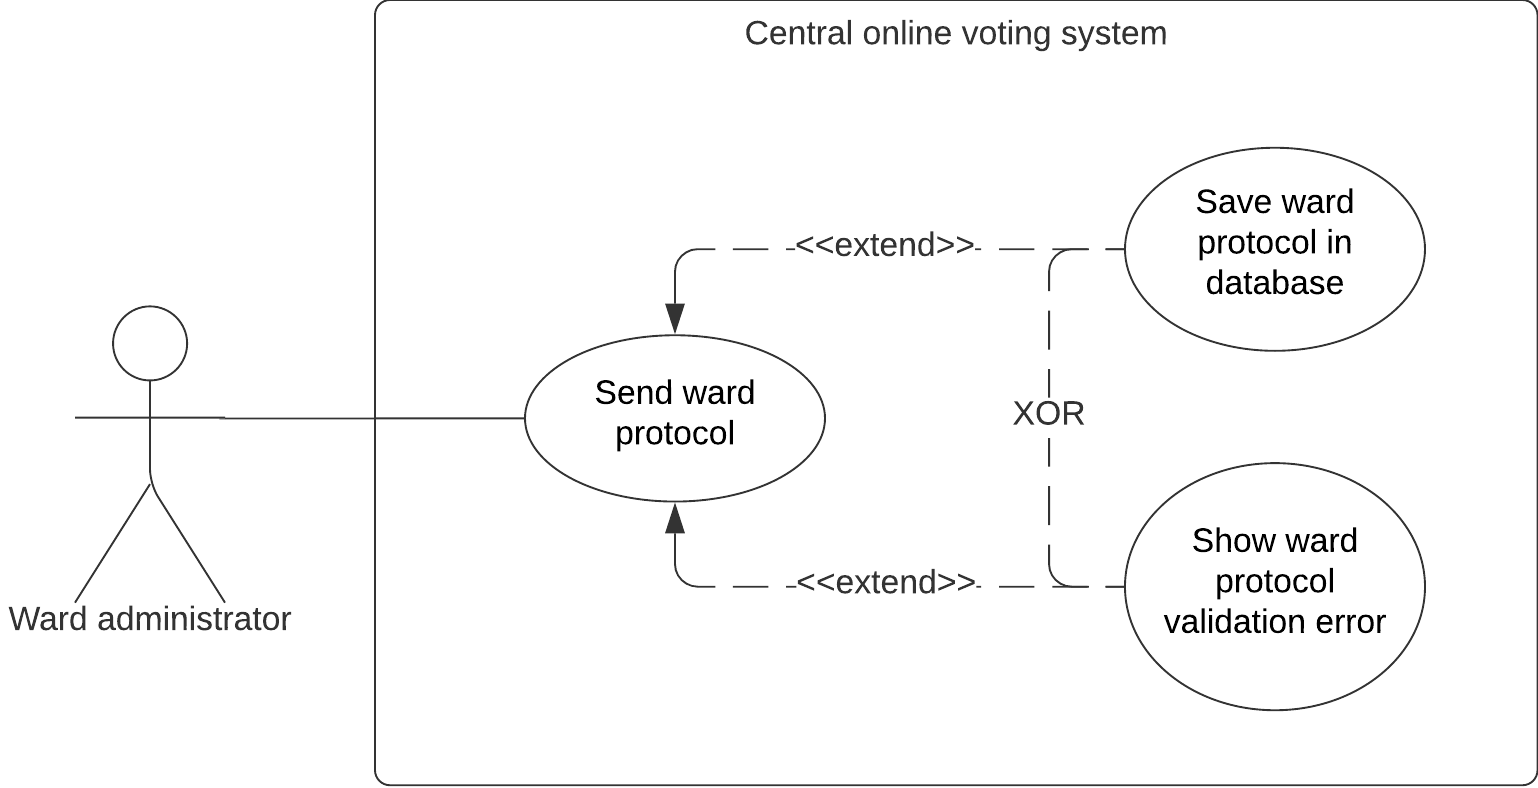 Central online voting system
Save ward
protocol in
database
<<extend>>
Send ward
protocol
XOR
Show ward
protocol
validation error
<<extend>>
Ward administrator